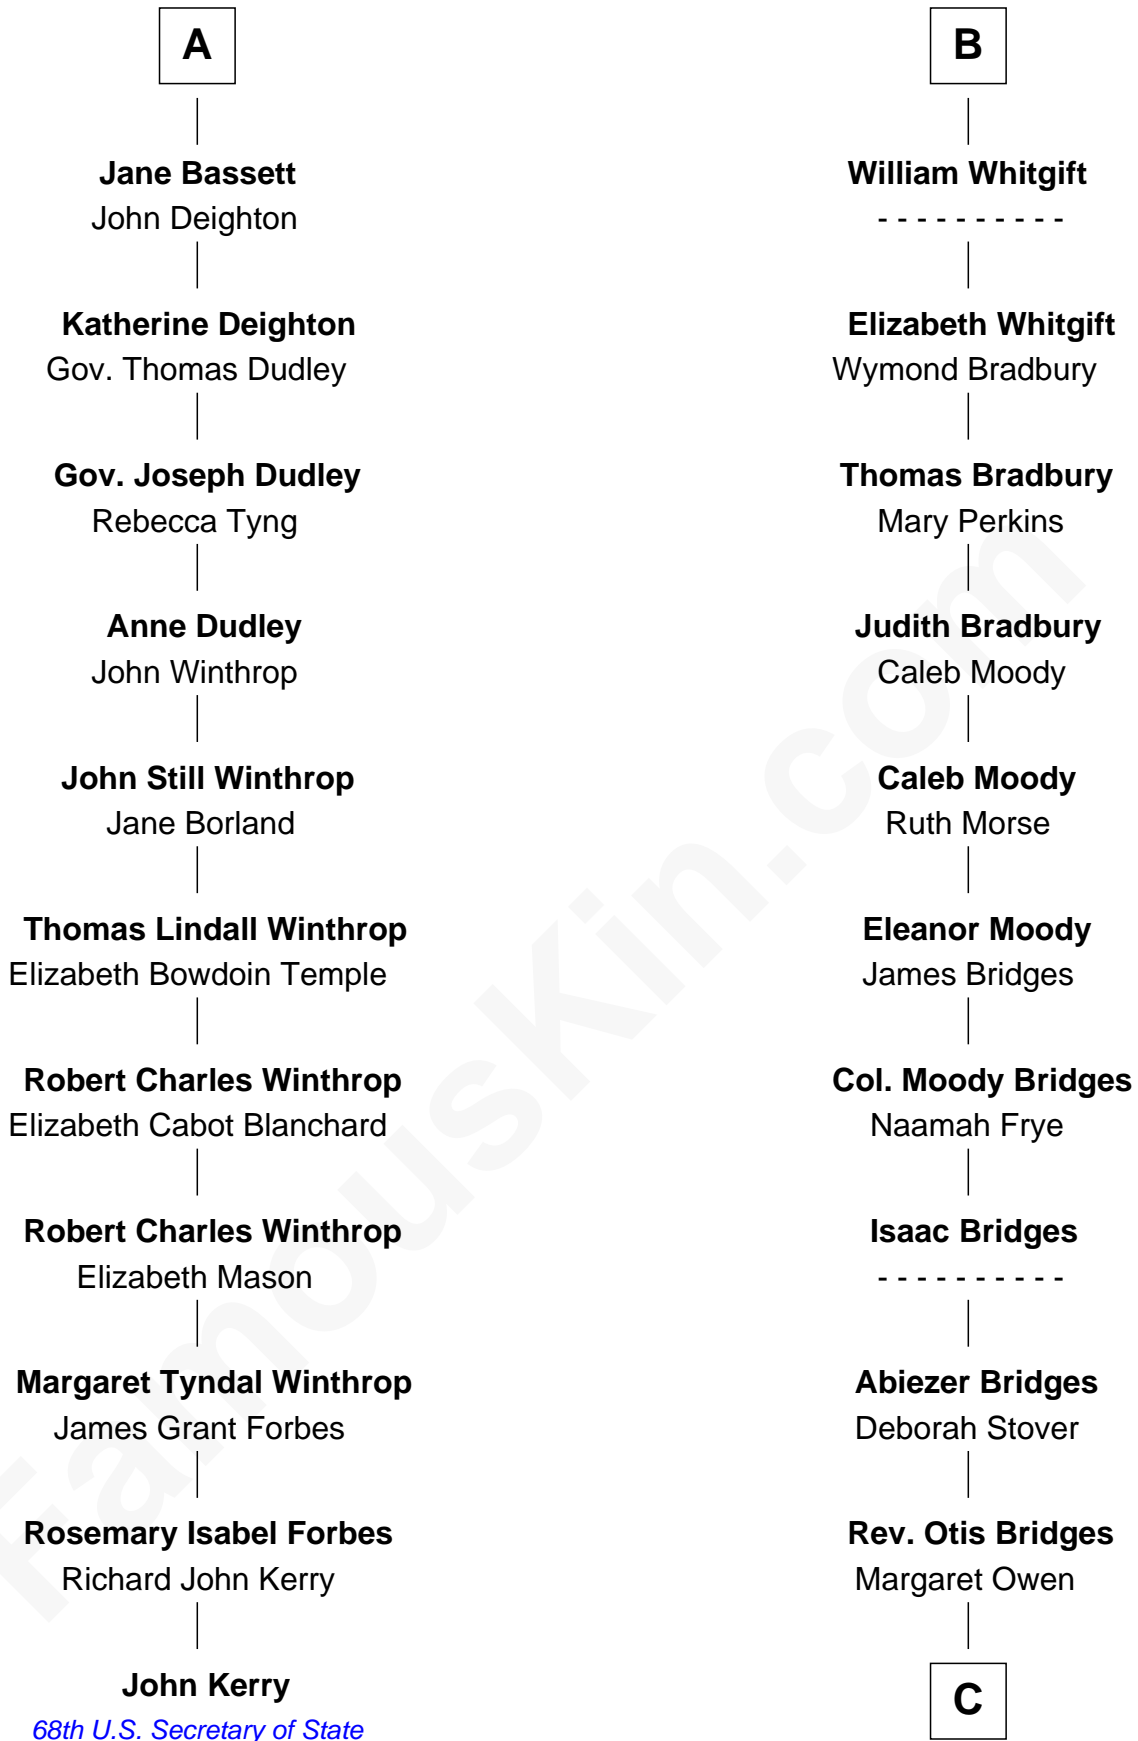 A
Jane Bassett
John Deighton
Katherine Deighton
Gov. Thomas Dudley
Gov. Joseph Dudley
Rebecca Tyng
Anne Dudley
John Winthrop
John Still Winthrop
Jane Borland
Thomas Lindall Winthrop
Elizabeth Bowdoin Temple
Robert Charles Winthrop
Elizabeth Cabot Blanchard
Robert Charles Winthrop
Elizabeth Mason
Margaret Tyndal Winthrop
James Grant Forbes
Rosemary Isabel Forbes
Richard John Kerry
John Kerry
68th U.S. Secretary of State
B
William Whitgift
- - - - - - - - - -
Elizabeth Whitgift
Wymond Bradbury
Thomas Bradbury
Mary Perkins
Judith Bradbury
Caleb Moody
Caleb Moody
Ruth Morse
Eleanor Moody
James Bridges
Col. Moody Bridges
Naamah Frye
Isaac Bridges
- - - - - - - - - -
Abiezer Bridges
Deborah Stover
Rev. Otis Bridges
Margaret Owen
C
FamousKin.com